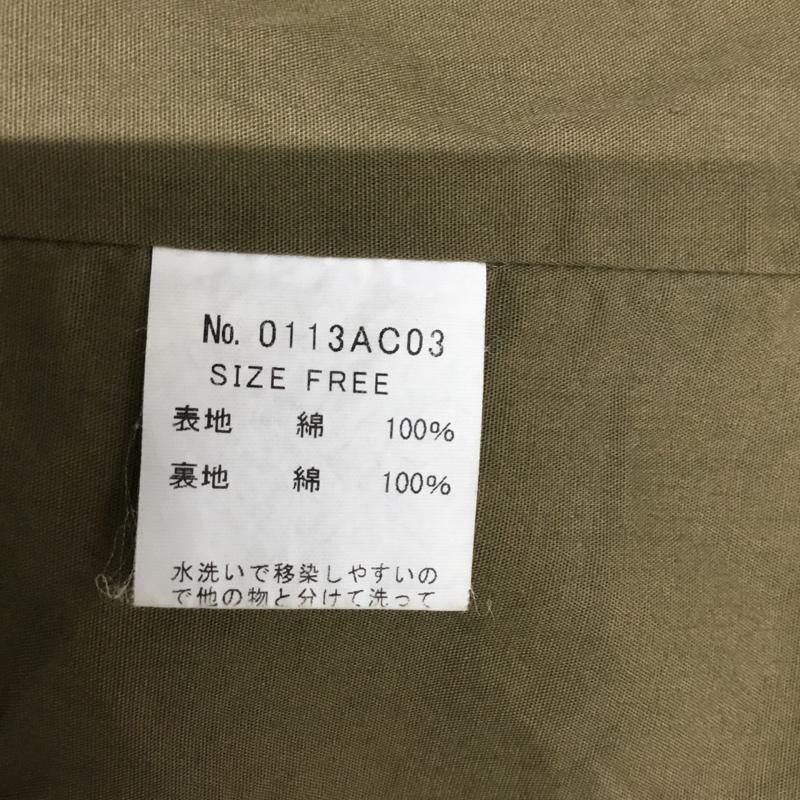 No. 0113AC03
SIZE FREE
表地 綿 100%
裏地 綿 100%
水洗いで移染しやすいの
で他の物と分けて洗って